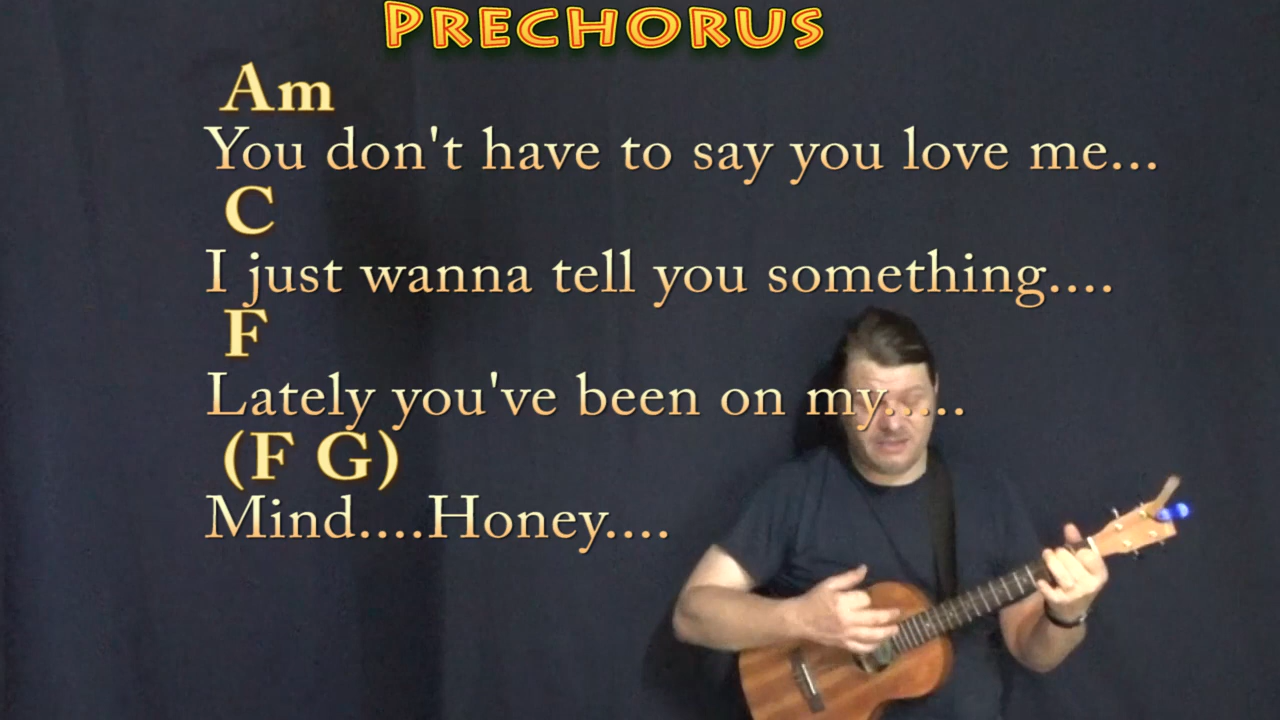 PRECHORUS
Am
You don't have to say you love me...
C
I just wanna tell you something....
F
Lately you've been on my.....
(F G)
Mind....Honey....